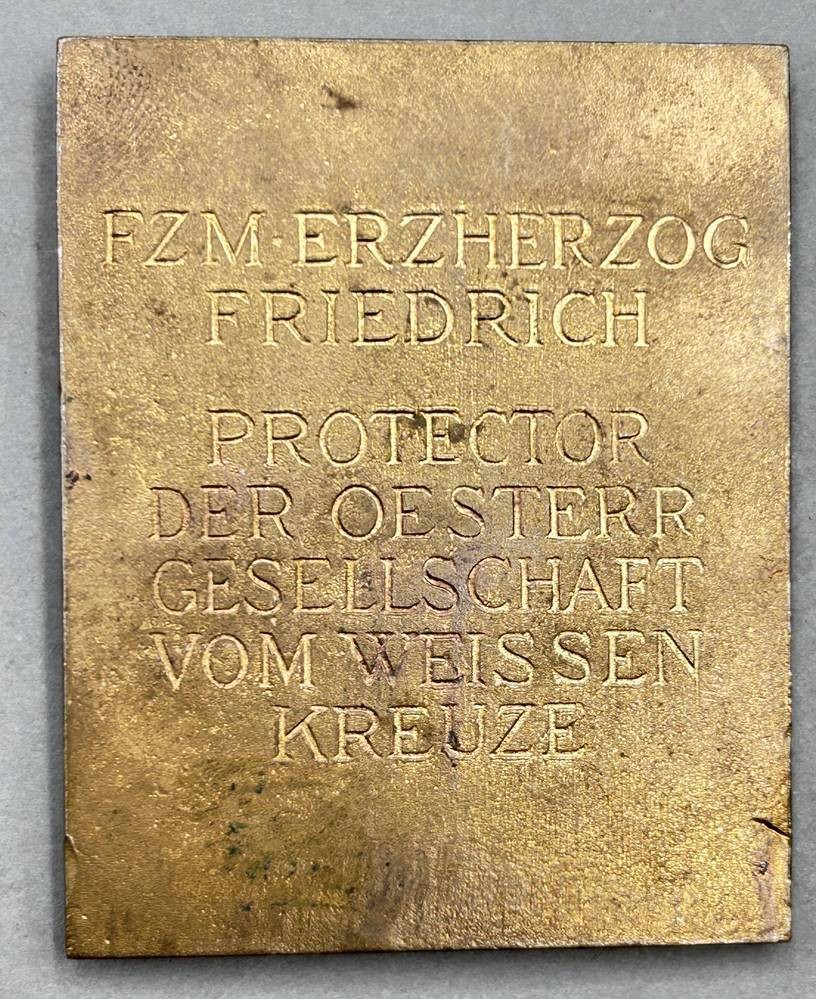 FZM·ERZHERZOG
FRIEDRICH
PROTECTOR
DER OESTERR·
GESELLSCHAFT
VOM WEISSEN
KREUZE